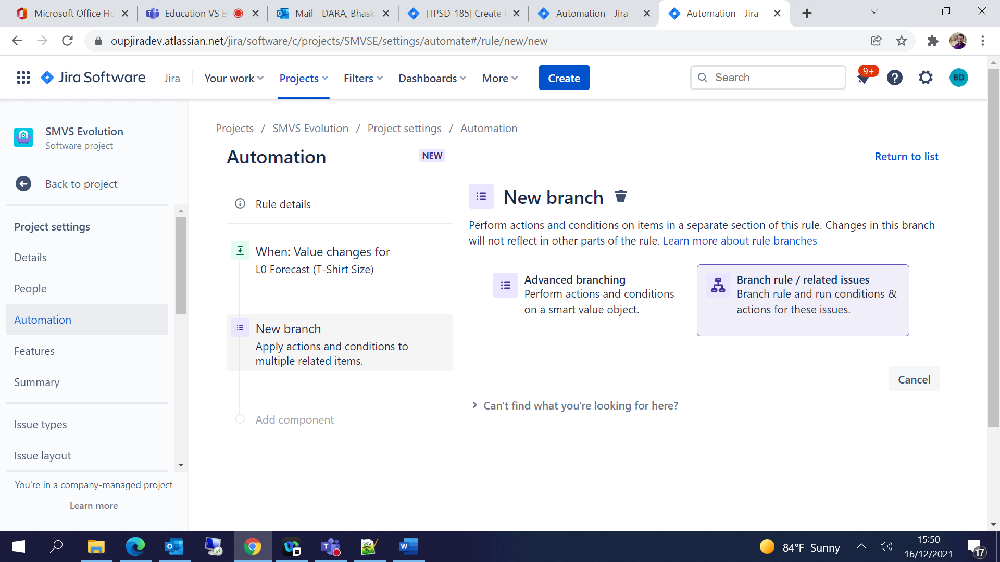 Microsoft Office Ho
Education VS E
Mail - DARA, Bhask
[TPSD-185] Create
Automation - Jira
Automation - Jira
oupjiradev.atlassian.net/jira/software/c/projects/SMVSE/settings/automate#/rule/new/new
Jira Software
Jira
Your work
Projects
Filters
Dashboards
More
Create
Search
9+
BD
SMVS Evolution
Software project
Back to project
Project settings
Details
People
Automation
Features
Summary
Issue types
Issue layout
You're in a company-managed project
Learn more
Projects / SMVS Evolution / Project settings / Automation
Automation
NEW
Return to list
Rule details
When: Value changes for
L0 Forecast (T-Shirt Size)
New branch
Apply actions and conditions to
multiple related items.
Add component
New branch
Perform actions and conditions on items in a separate section of this rule. Changes in this branch
will not reflect in other parts of the rule. Learn more about rule branches
Advanced branching
Perform actions and conditions
on a smart value object.
Branch rule / related issues
Branch rule and run conditions &
actions for these issues.
Cancel
Can't find what you're looking for here?
84°F Sunny
15:50
16/12/2021
17